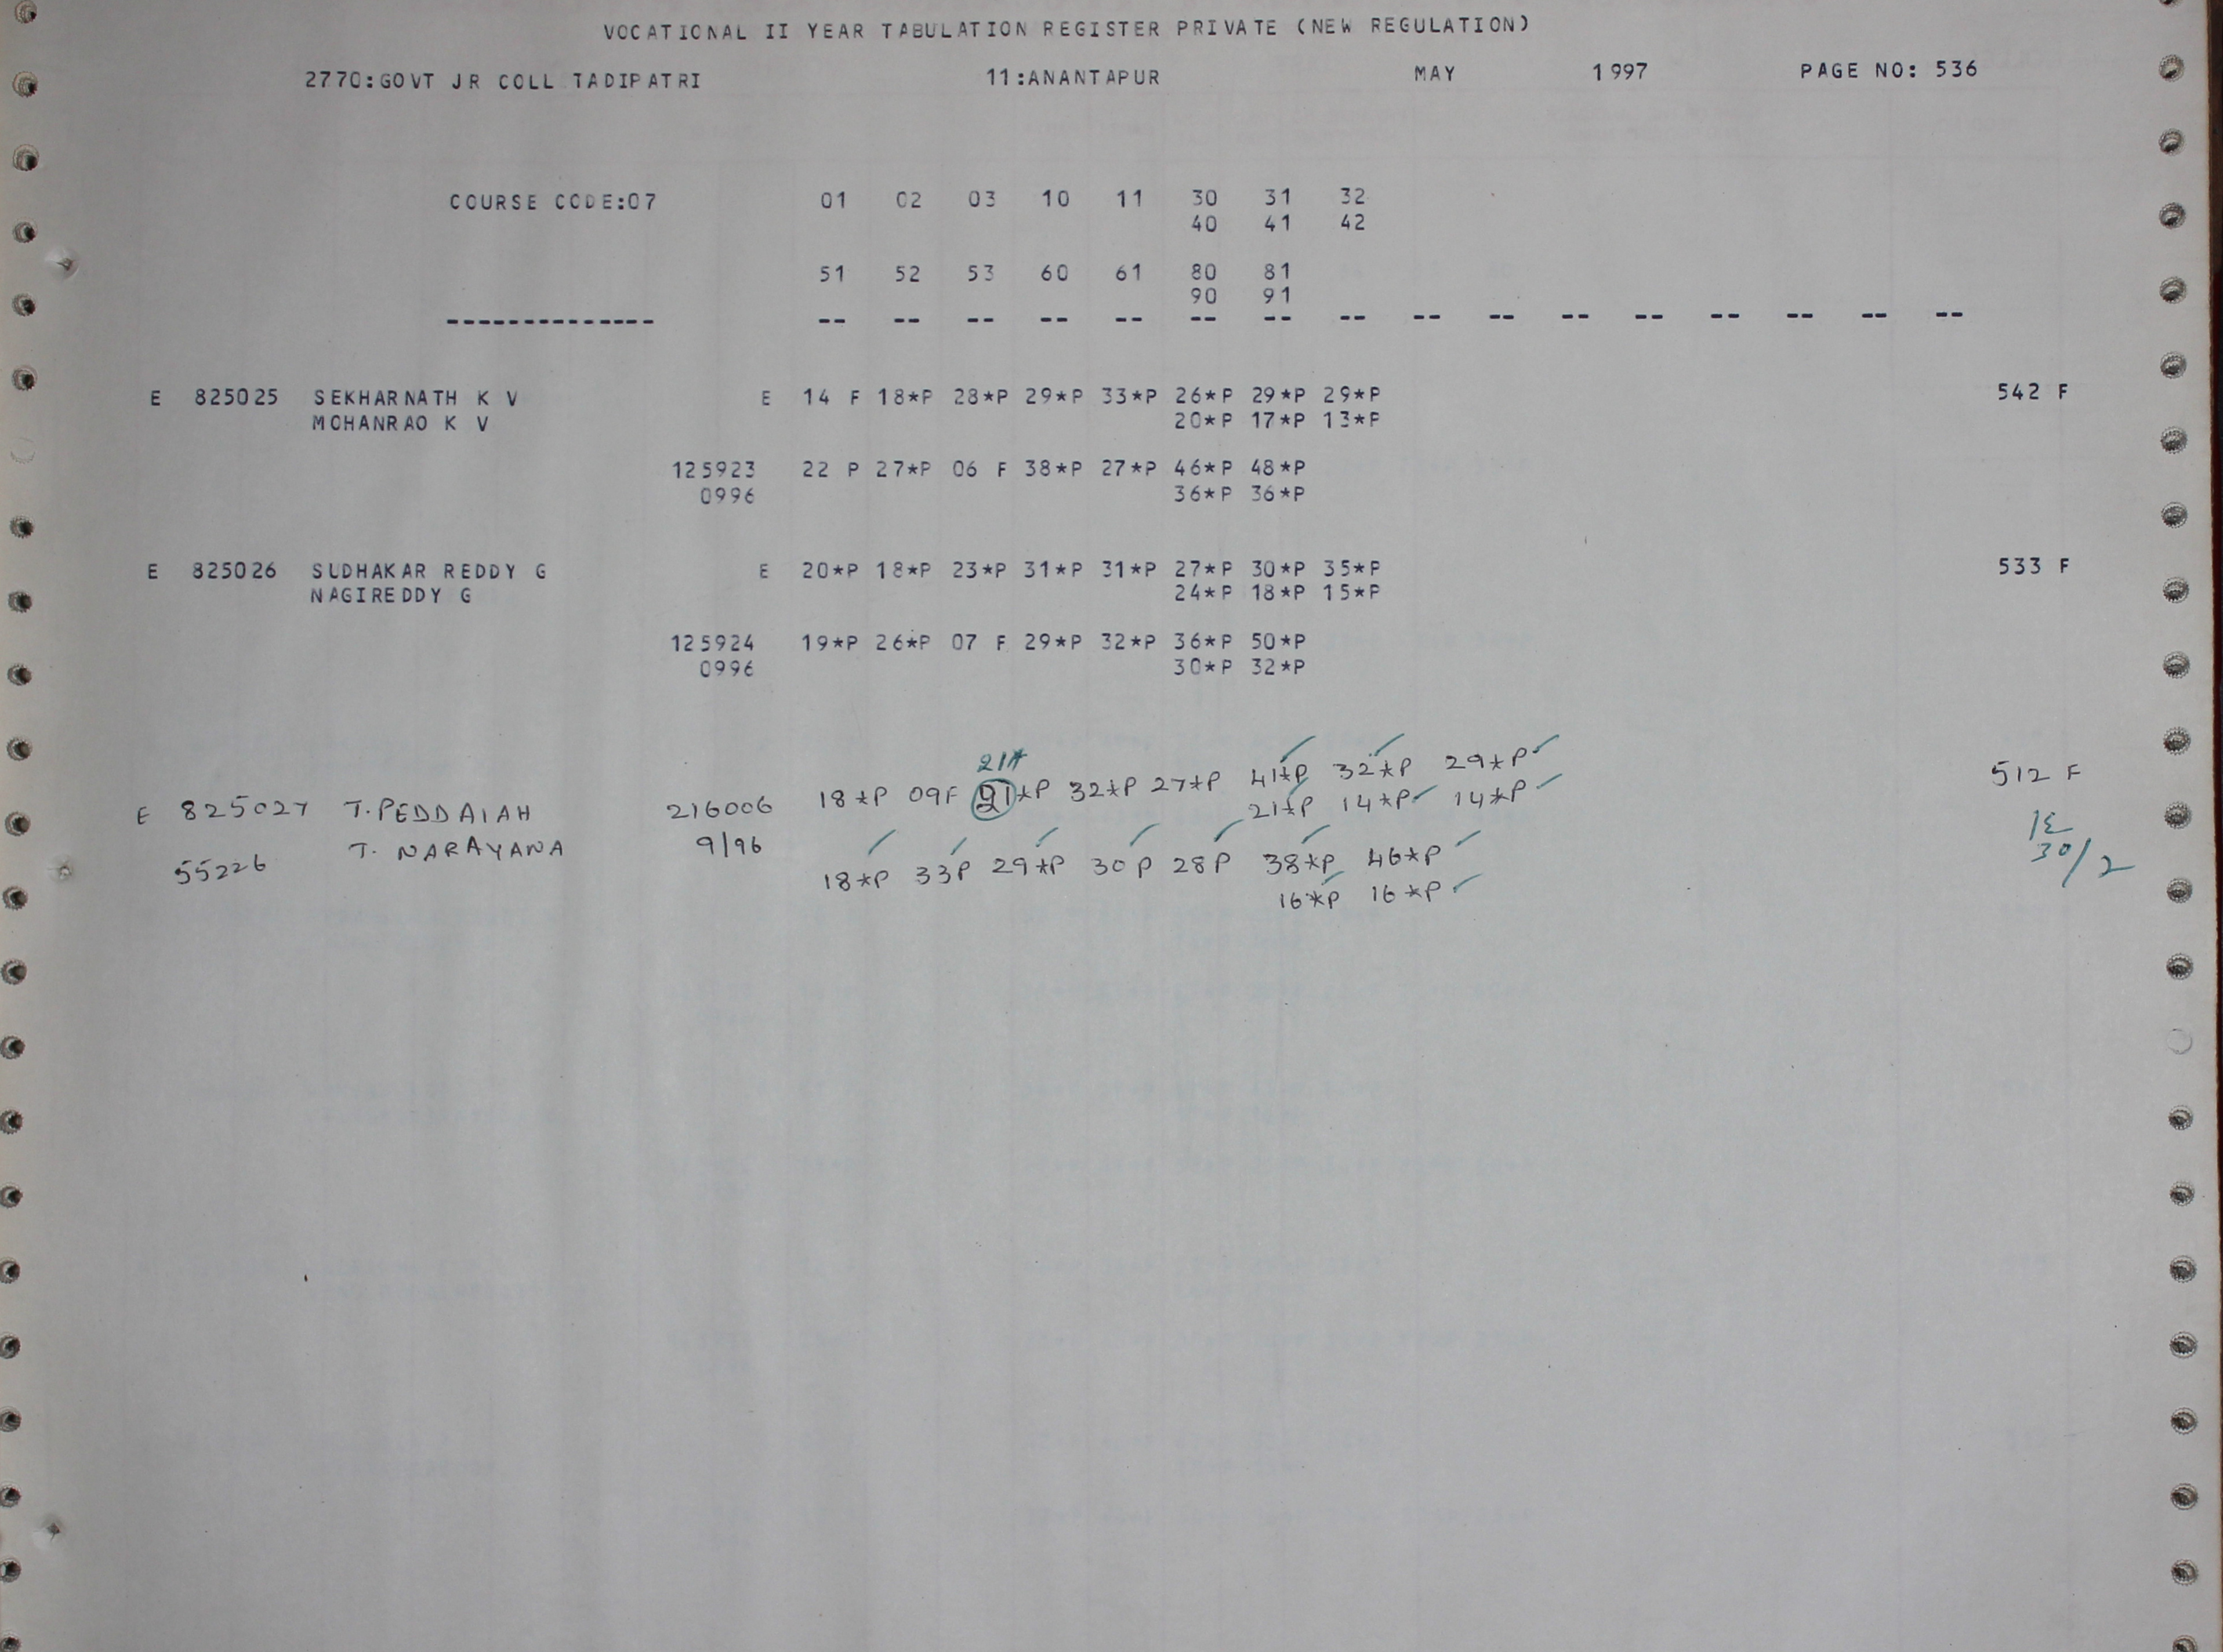 VOCATIONAL II YEAR TABULATION REGISTER PRIVATE (NEW REGULATION)
2770:GOVT JR COLL TADIPATRI 11:ANANTAPUR MAY 1997 PAGE NO: 536
COURSE CODE:07 01 02 03 10 11 30 31 32
40 41 42
51 52 53 60 61 80 81
90 91
-------------- -- -- -- -- -- -- -- -- -- -- -- -- -- -- -- --
E 825025 SEKHARNATH K V E 14 F 18*P 28*P 29*P 33*P 26*P 29*P 29*P 542 F
MOHANRAO K V 20*P 17*P 13*P
125923 22 P 27*P 06 F 38*P 27*P 46*P 48*P
0996 36*P 36*P
E 825026 SUDHAKAR REDDY G E 20*P 18*P 23*P 31*P 31*P 27*P 30*P 35*P 533 F
NAGIREDDY G 24*P 18*P 15*P
125924 19*P 26*P 07 F 29*P 32*P 36*P 50*P
0996 30*P 32*P
21*
E 825027 T.PEDDAIAH 216006 18*P 09F 21*P 32*P 27*P 41*P 32*P 29*P 512 F
21*P 14*P 14*P
55226 T. NARAYANA 9/96 18*P 33P 29*P 30P 28P 38*P 46*P
16*P 16*P
30/2